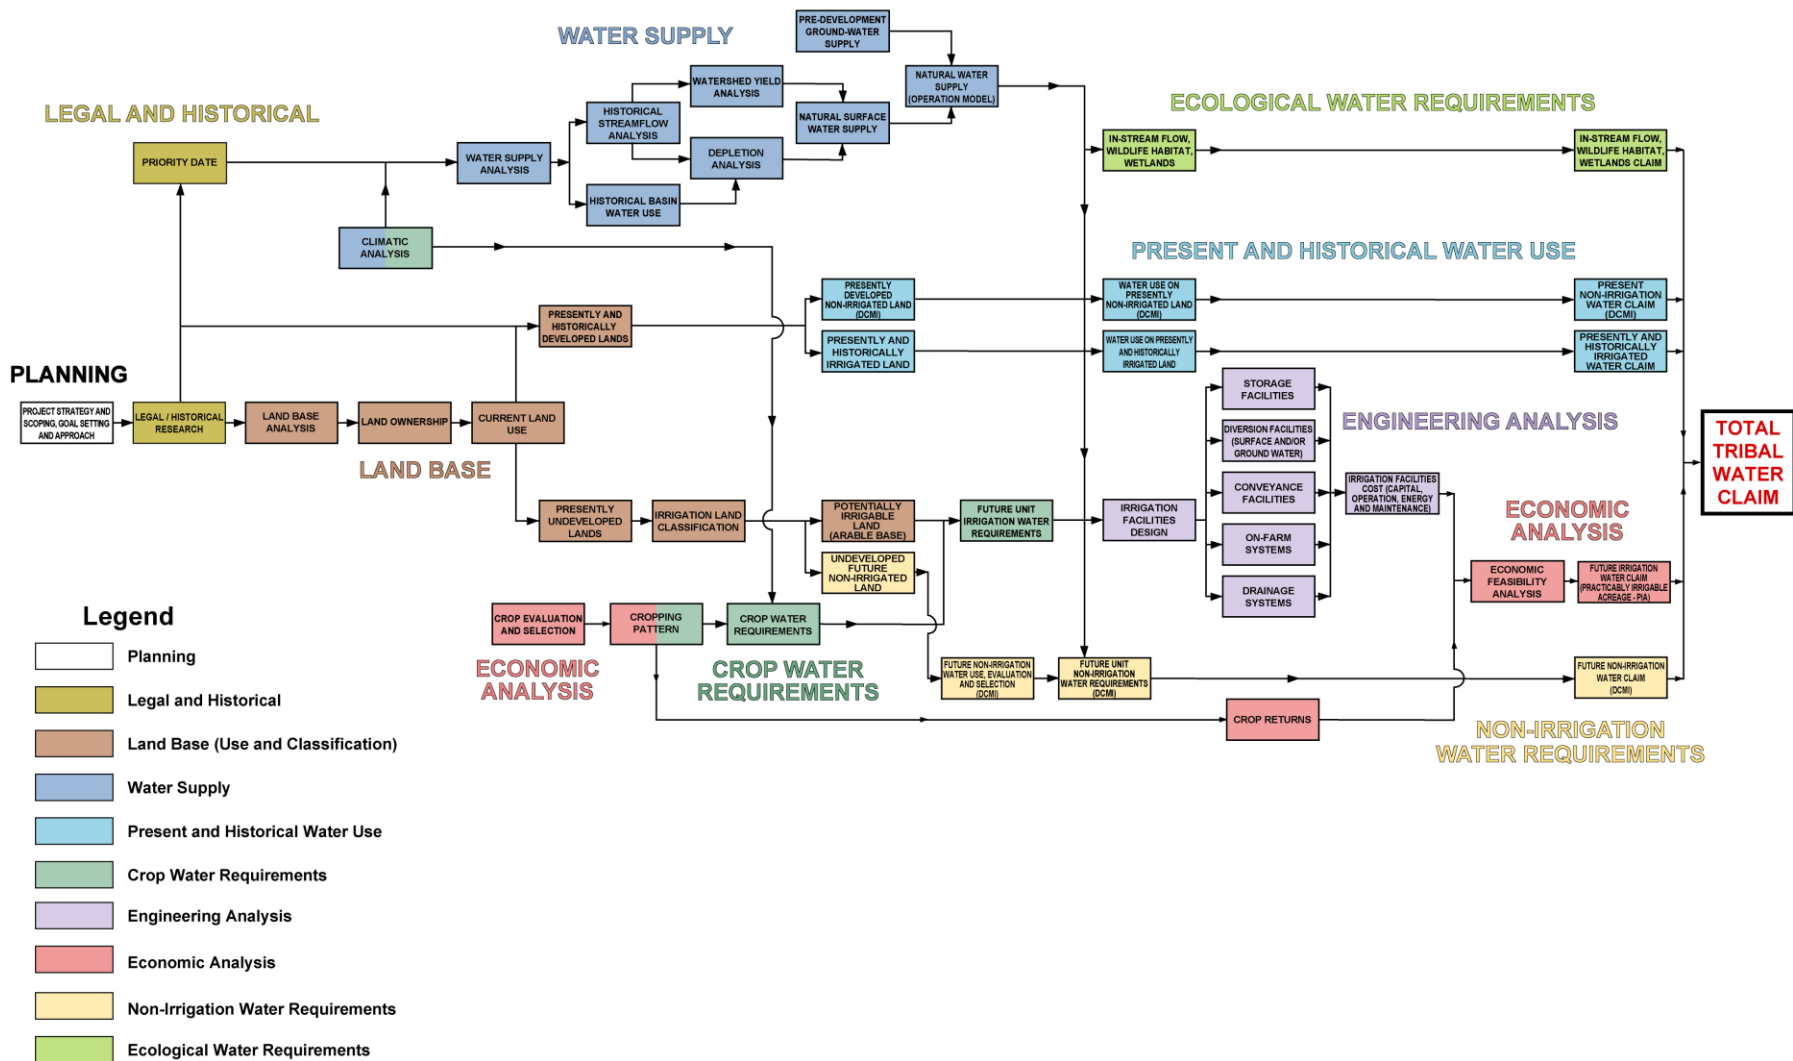 WATER SUPPLY
PRE-DEVELOPMENT
GROUND-WATER
SUPPLY
WATERSHED YIELD
ANALYSIS
NATURAL WATER
SUPPLY
(OPERATION MODEL)
LEGAL AND HISTORICAL
HISTORICAL
STREAMFLOW
ANALYSIS
NATURAL SURFACE
WATER SUPPLY
ECOLOGICAL WATER REQUIREMENTS
PRIORITY DATE
WATER SUPPLY
ANALYSIS
DEPLETION
ANALYSIS
IN-STREAM FLOW,
WILDLIFE HABITAT,
WETLANDS
IN-STREAM FLOW,
WILDLIFE HABITAT,
WETLANDS CLAIM
HISTORICAL BASIN
WATER USE
CLIMATIC
ANALYSIS
PRESENT AND HISTORICAL WATER USE
PRESENTLY AND
HISTORICALLY
DEVELOPED LANDS
PRESENTLY
DEVELOPED
NON-IRRIGATED LAND
(DCMI)
WATER USE ON
PRESENTLY
NON-IRRIGATED LAND
(DCMI)
PRESENT
NON-IRRIGATION
WATER CLAIM
(DCMI)
PRESENTLY AND
HISTORICALLY
IRRIGATED LAND
WATER USE ON PRESENTLY
AND HISTORICALLY
IRRIGATED LAND
PRESENTLY AND
HISTORICALLY
IRRIGATED
WATER CLAIM
PLANNING
PROJECT STRATEGY AND
SCOPING, GOAL SETTING
AND APPROACH
LEGAL / HISTORICAL
RESEARCH
LAND BASE
ANALYSIS
LAND OWNERSHIP
CURRENT LAND
USE
LAND BASE
STORAGE
FACILITIES
DIVERSION FACILITIES
(SURFACE AND/OR
GROUND WATER)
ENGINEERING ANALYSIS
TOTAL
TRIBAL
WATER
CLAIM
CONVEYANCE
FACILITIES
IRRIGATION FACILITIES
COST (CAPITAL,
OPERATION, ENERGY
AND MAINTENANCE)
PRESENTLY
UNDEVELOPED
LANDS
IRRIGATION LAND
CLASSIFICATION
POTENTIALLY
IRRIGABLE
LAND
(ARABLE BASE)
FUTURE UNIT
IRRIGATION WATER
REQUIREMENTS
IRRIGATION
FACILITIES
DESIGN
ECONOMIC
ANALYSIS
ON-FARM
SYSTEMS
UNDEVELOPED
FUTURE
NON-IRRIGATED
LAND
DRAINAGE
SYSTEMS
ECONOMIC
FEASIBILITY
ANALYSIS
FUTURE IRRIGATION
WATER CLAIM
(PRACTICABLY IRRIGABLE
ACREAGE - PIA)
CROP EVALUATION
AND SELECTION
CROPPING
PATTERN
CROP WATER
REQUIREMENTS
ECONOMIC
ANALYSIS
CROP WATER
REQUIREMENTS
FUTURE NON-IRRIGATION
WATER USE, EVALUATION
AND SELECTION
(DCMI)
FUTURE UNIT
NON-IRRIGATION
WATER REQUIREMENTS
(DCMI)
FUTURE NON-IRRIGATION
WATER CLAIM
(DCMI)
CROP RETURNS
NON-IRRIGATION
WATER REQUIREMENTS
Legend
Planning
Legal and Historical
Land Base (Use and Classification)
Water Supply
Present and Historical Water Use
Crop Water Requirements
Engineering Analysis
Economic Analysis
Non-Irrigation Water Requirements
Ecological Water Requirements